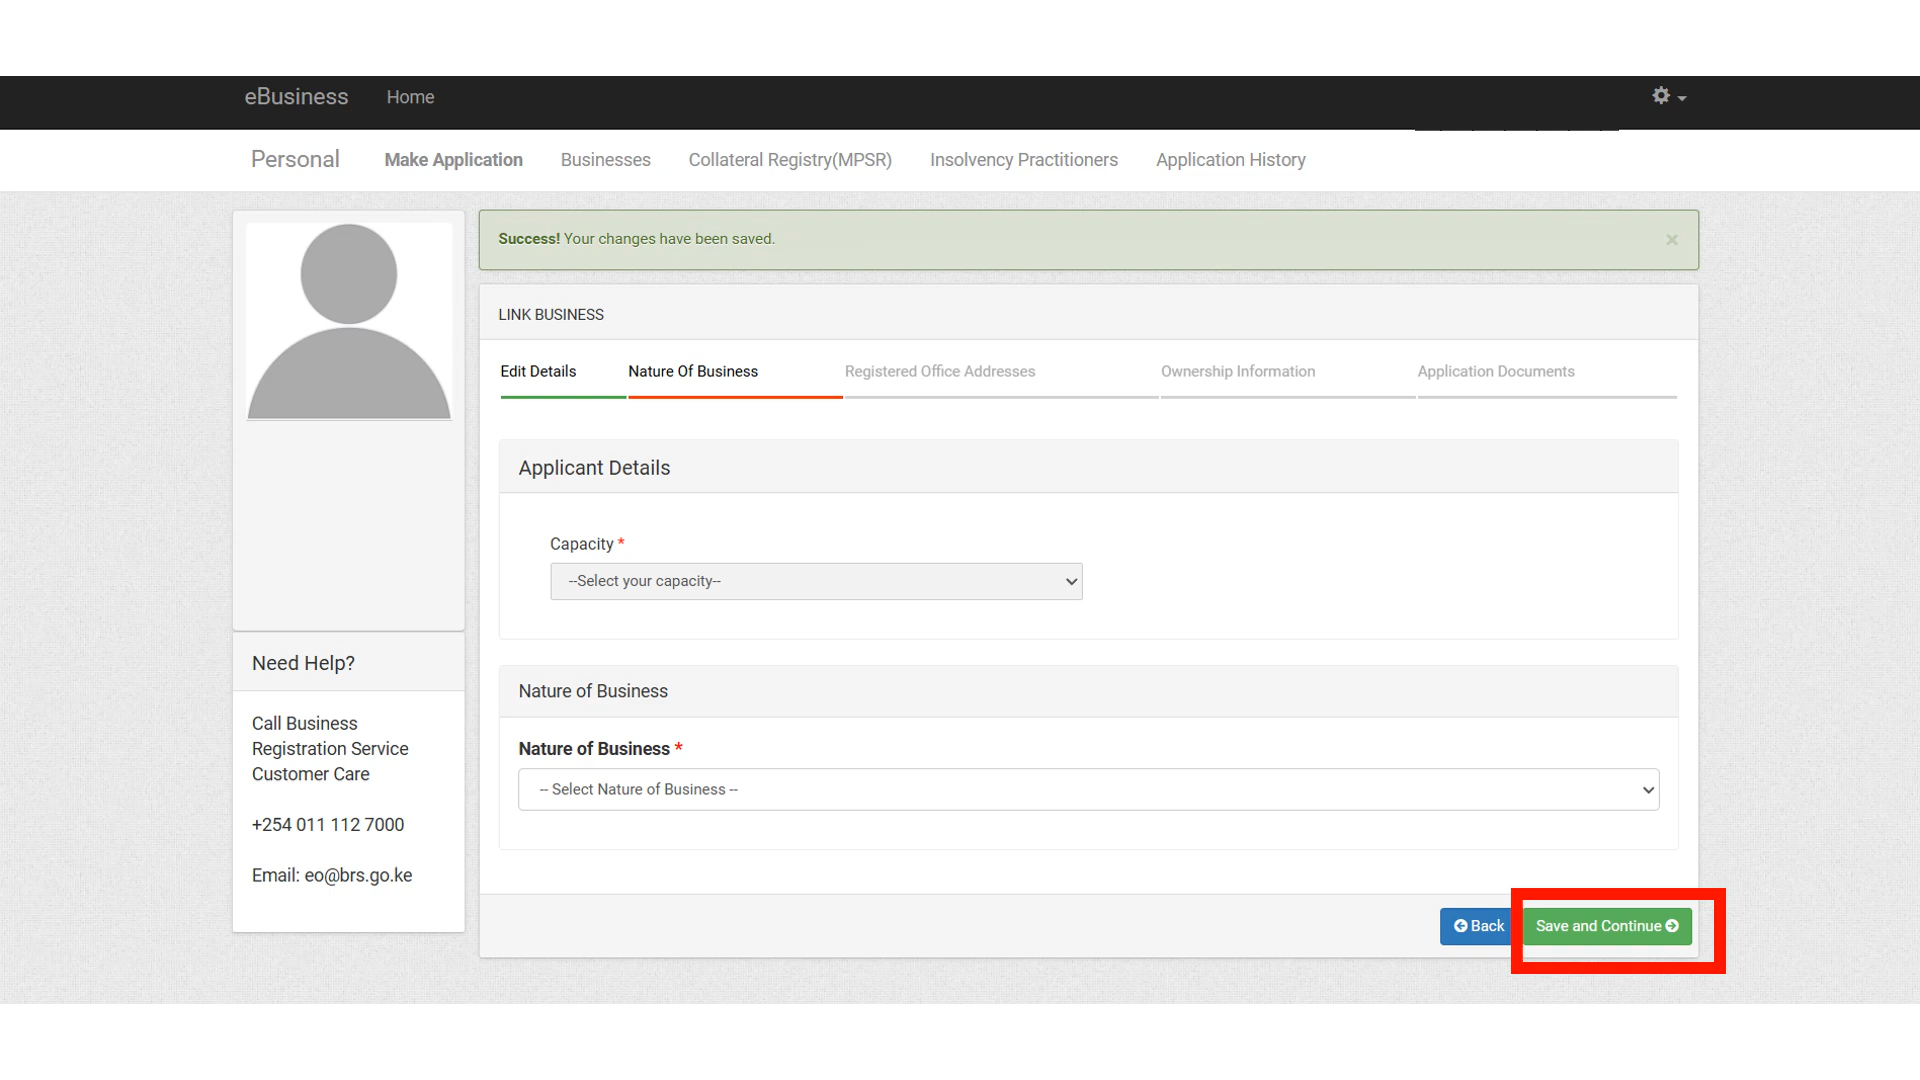 eBusiness Home
Personal Make Application Businesses Collateral Registry(MPSR) Insolvency Practitioners Application History
Success! Your changes have been saved. ×
LINK BUSINESS
Edit Details Nature Of Business Registered Office Addresses Ownership Information Application Documents
Applicant Details
Capacity *
--Select your capacity--
Need Help?
Call Business
Registration Service
Customer Care
+254 011 112 7000
Email: eo@brs.go.ke
Nature of Business
Nature of Business *
-- Select Nature of Business --
Back Save and Continue